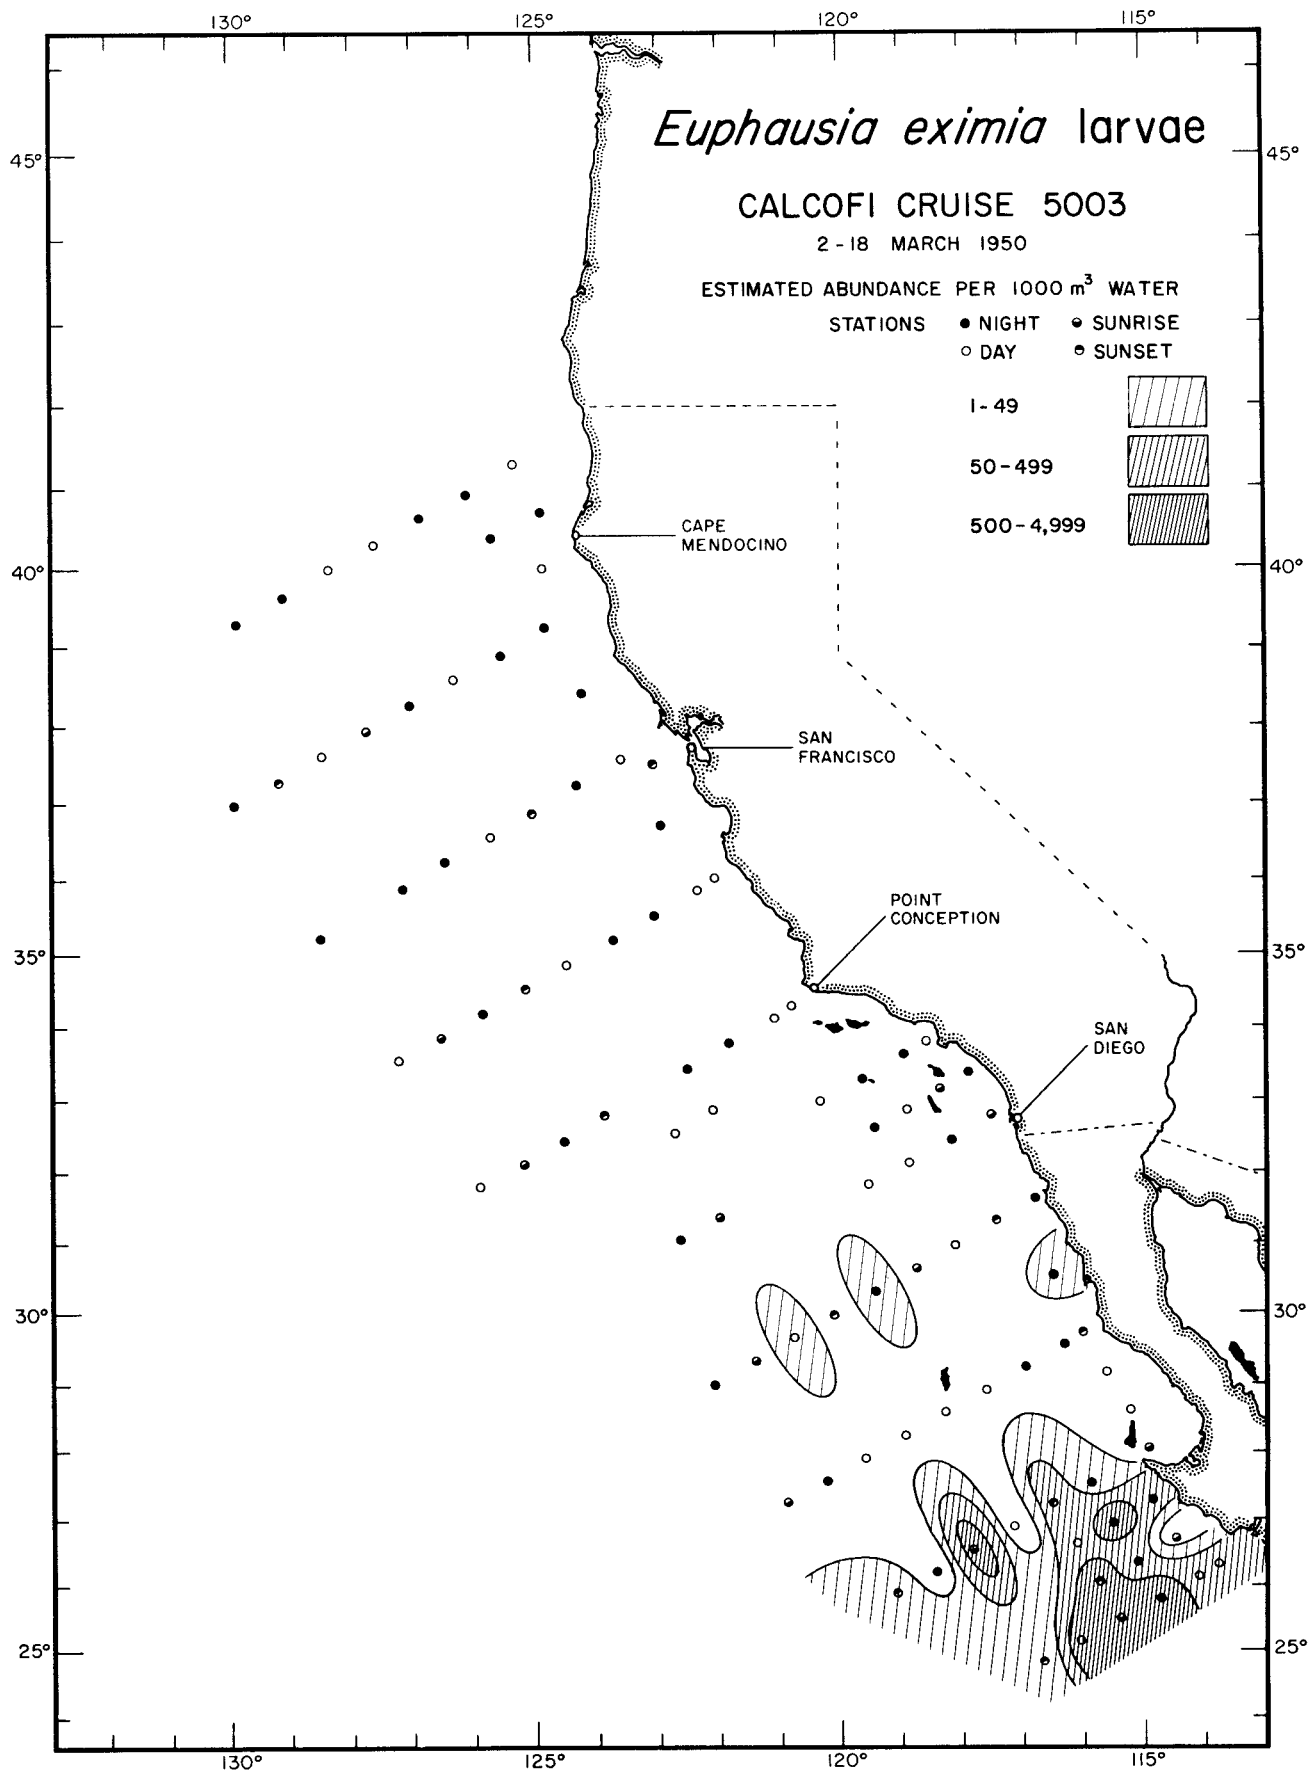 130° 125° 120° 115°
Euphausia eximia larvae
45° 45°
CALCOFI CRUISE 5003
2-18 MARCH 1950
ESTIMATED ABUNDANCE PER 1000 m³ WATER
STATIONS NIGHT SUNRISE
DAY SUNSET
1-49
50-499
500-4,999
CAPE
MENDOCINO
40° 40°
SAN
FRANCISCO
POINT
CONCEPTION
35° 35°
SAN
DIEGO
30° 30°
25° 25°
130° 125° 120° 115°